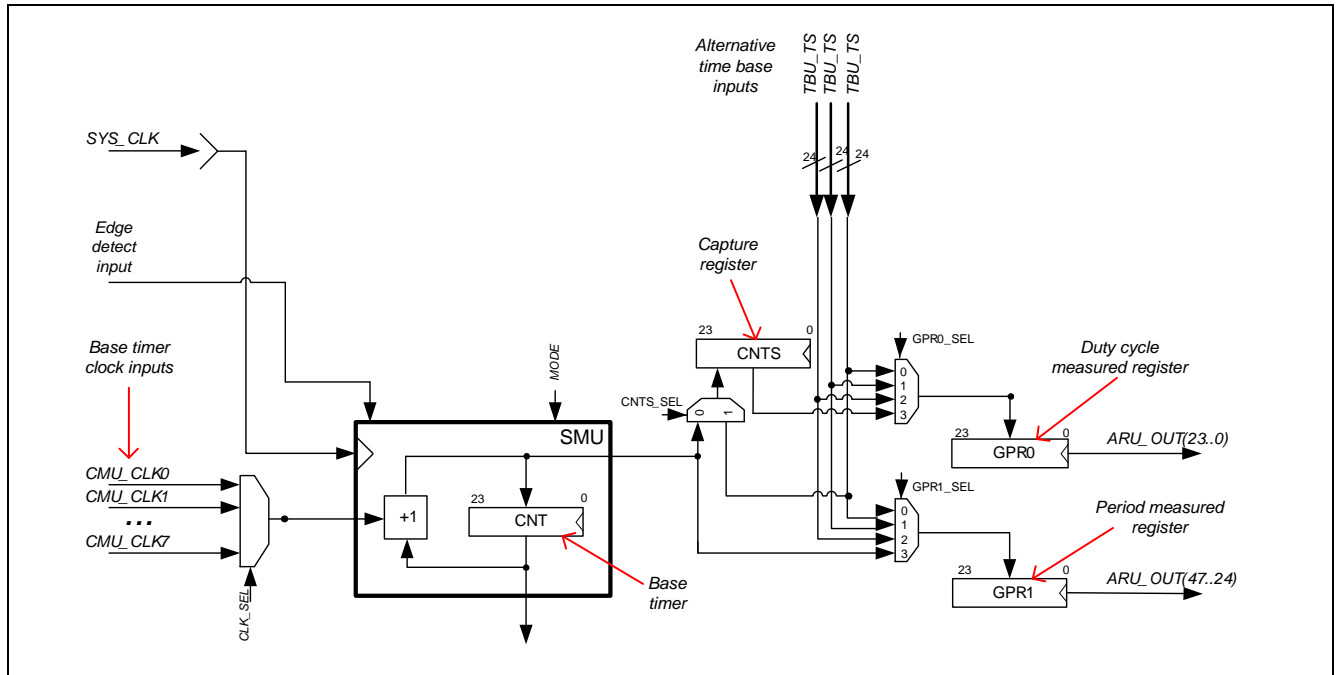 Alternative
time base
inputs
TBU_TS
TBU_TS
TBU_TS
24
24
24
SYS_CLK
Edge
detect
input
Capture
register
23
0
CNTS
GPR0_SEL
0
1
2
3
Duty cycle
measured register
Base timer
clock inputs
MODE
CNTS_SEL
0
1
SMU
23
0
GPR0
ARU_OUT(23..0)
CMU_CLK0
CMU_CLK1
...
CMU_CLK7
+1
23
0
CNT
GPR1_SEL
0
1
2
3
Period measured
register
Base
timer
23
0
GPR1
ARU_OUT(47..24)
CLK_SEL